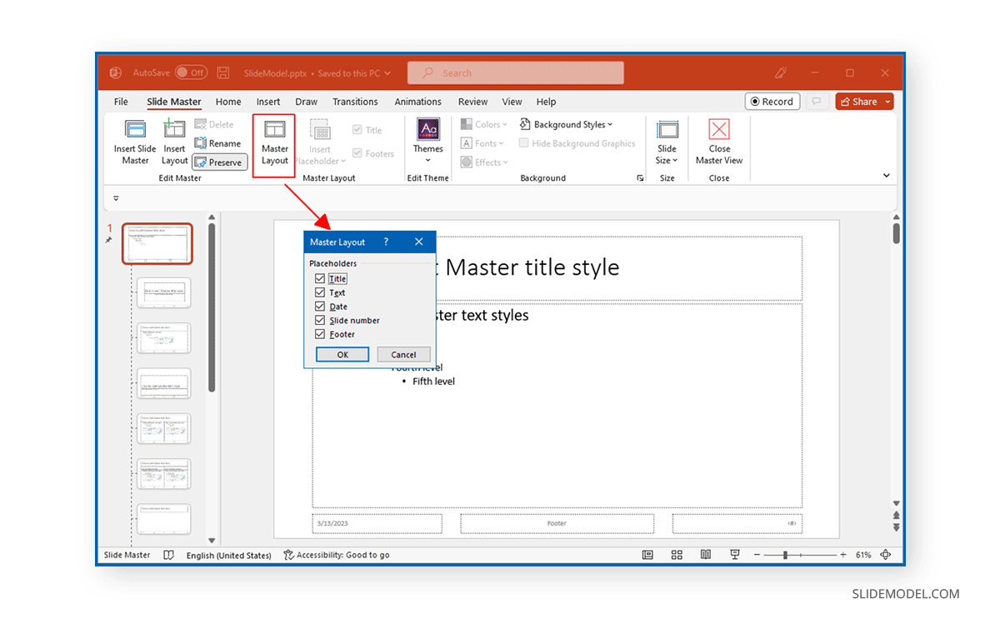 AutoSave Off SlideModel.pptx • Saved to this PC Search
File Slide Master Home Insert Draw Transitions Animations Review View Help Record Share
Insert Slide Master
Insert Layout
Delete
Rename
Preserve
Edit Master
Master Layout
Insert Placeholder
Title
Footers
Master Layout
Themes
Edit Theme
Colors
Fonts
Effects
Background Styles
Hide Background Graphics
Background
Slide Size
Size
Close Master View
Close
1
Master Layout ? 
Placeholders
Title
Text
Date
Slide number
Footer
OK Cancel
Master title style
text styles
Fourth level
• Fifth level
3/13/2023 Footer ‹#›
Slide Master English (United States) Accessibility: Good to go 61%
SLIDEMODEL.COM